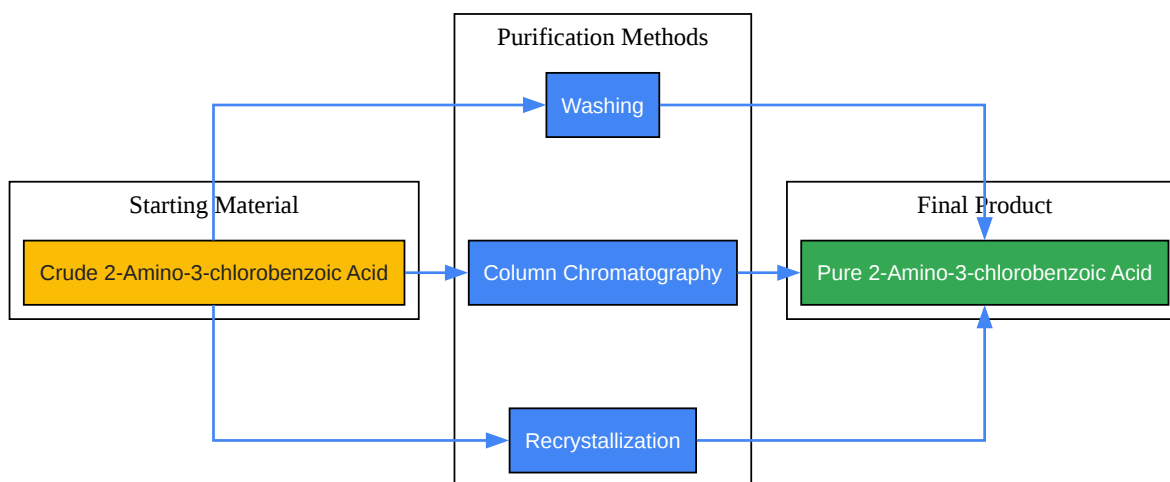 Purification Methods
Washing
Starting Material
Final Product
Crude 2-Amino-3-chlorobenzoic Acid
Column Chromatography
Pure 2-Amino-3-chlorobenzoic Acid
Recrystallization